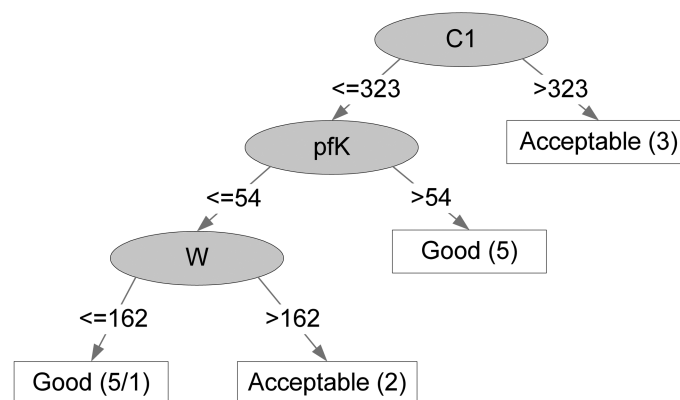 C1
<=323
>323
Acceptable (3)
pfK
<=54
>54
Good (5)
W
<=162
>162
Good (5/1)
Acceptable (2)